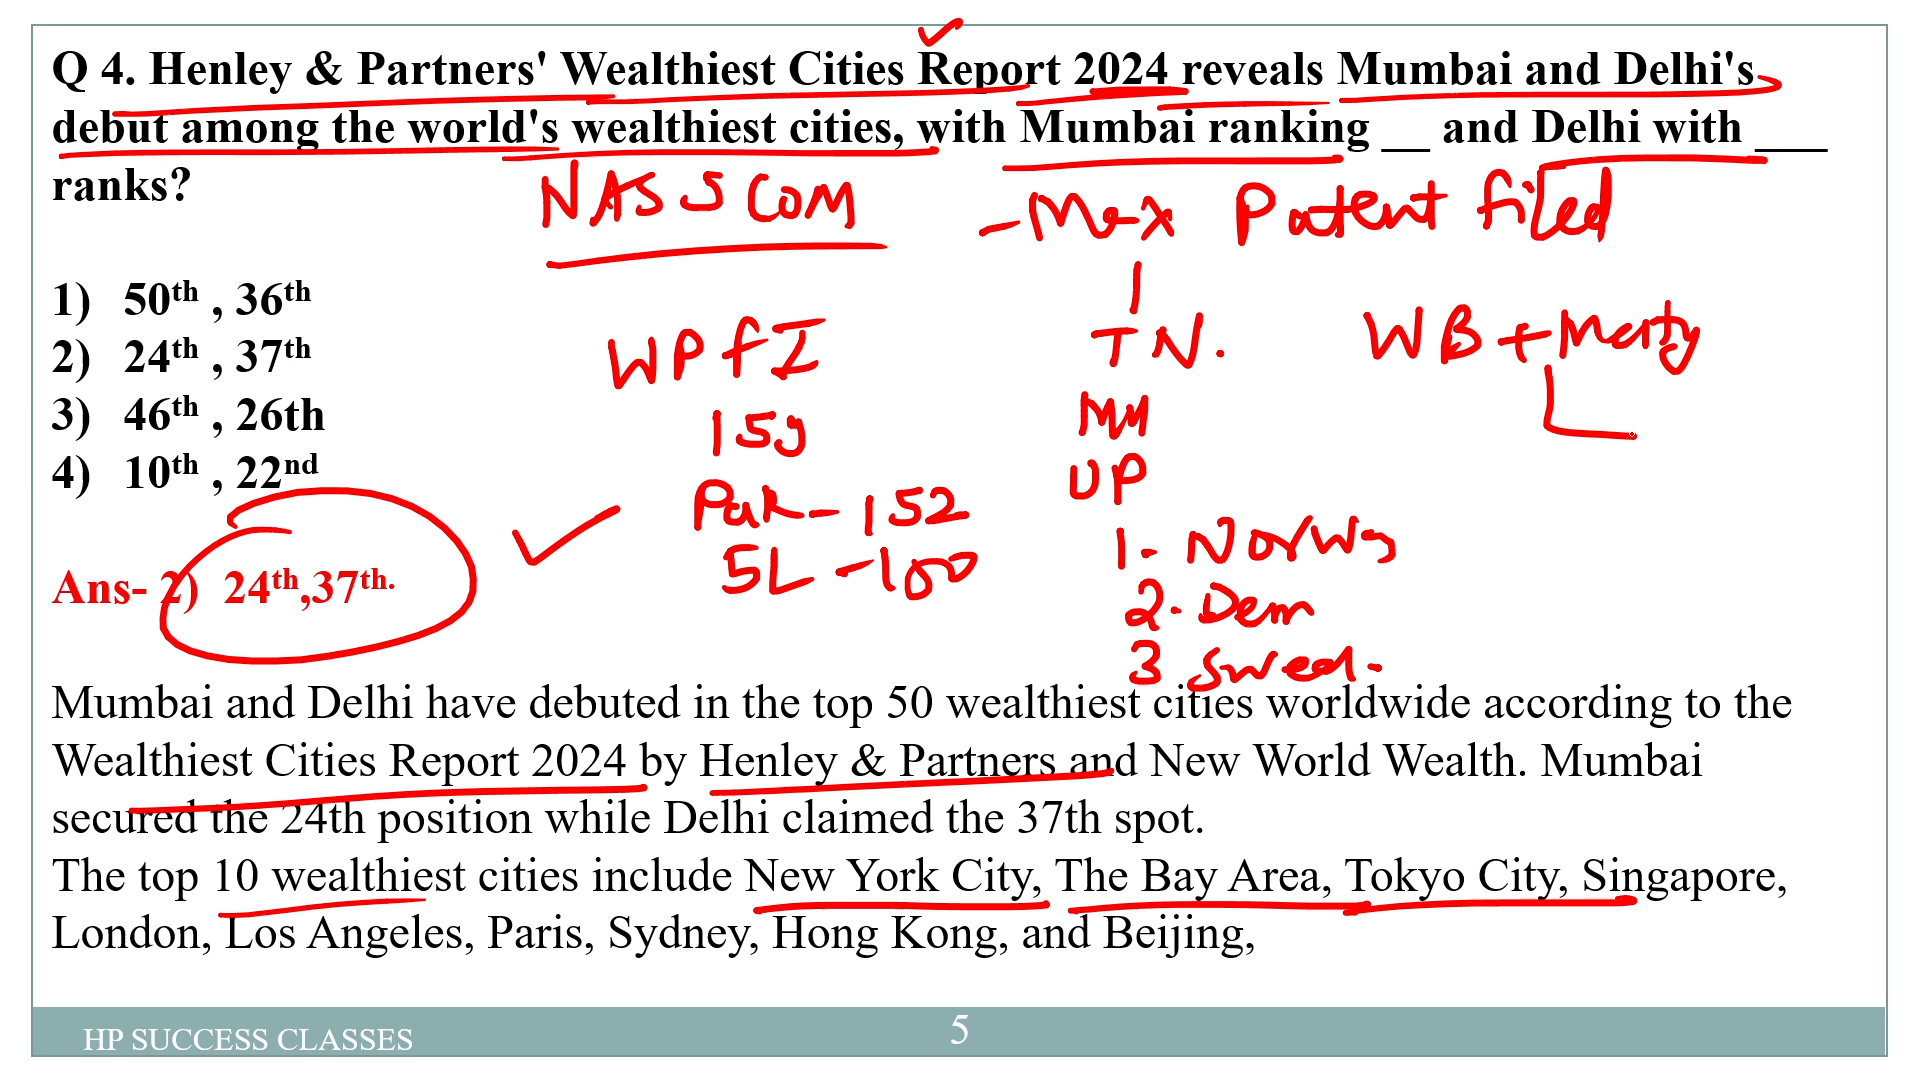 Q 4. Henley & Partners' Wealthiest Cities Report 2024 reveals Mumbai and Delhi's
debut among the world's wealthiest cities, with Mumbai ranking __ and Delhi with ___
ranks?
NASSCOM
- Max Patent filed
1) 50th , 36th
2) 24th , 37th
3) 46th , 26th
4) 10th , 22nd
WPFI
159
Pak - 152
SL - 100
TN.
MH
UP
1. Norway
2. Den
3 Swed.
WB +
Ans- 2) 24th,37th.
Mumbai and Delhi have debuted in the top 50 wealthiest cities worldwide according to the
Wealthiest Cities Report 2024 by Henley & Partners and New World Wealth. Mumbai
secured the 24th position while Delhi claimed the 37th spot.
The top 10 wealthiest cities include New York City, The Bay Area, Tokyo City, Singapore,
London, Los Angeles, Paris, Sydney, Hong Kong, and Beijing,
HP SUCCESS CLASSES
5